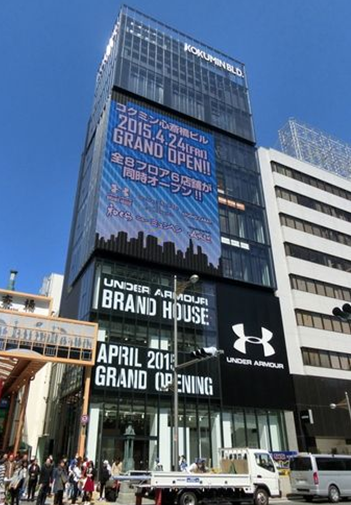 KOKUMIN BLD.
コクミン心斎橋ビル
2015.4.24(FRI)
GRAND OPEN!!
全8フロア6店舗が
同時オープン!!
UNDER ARMOUR
BRAND HOUSE
APRIL 2015
GRAND OPENING
UNDER ARMOUR